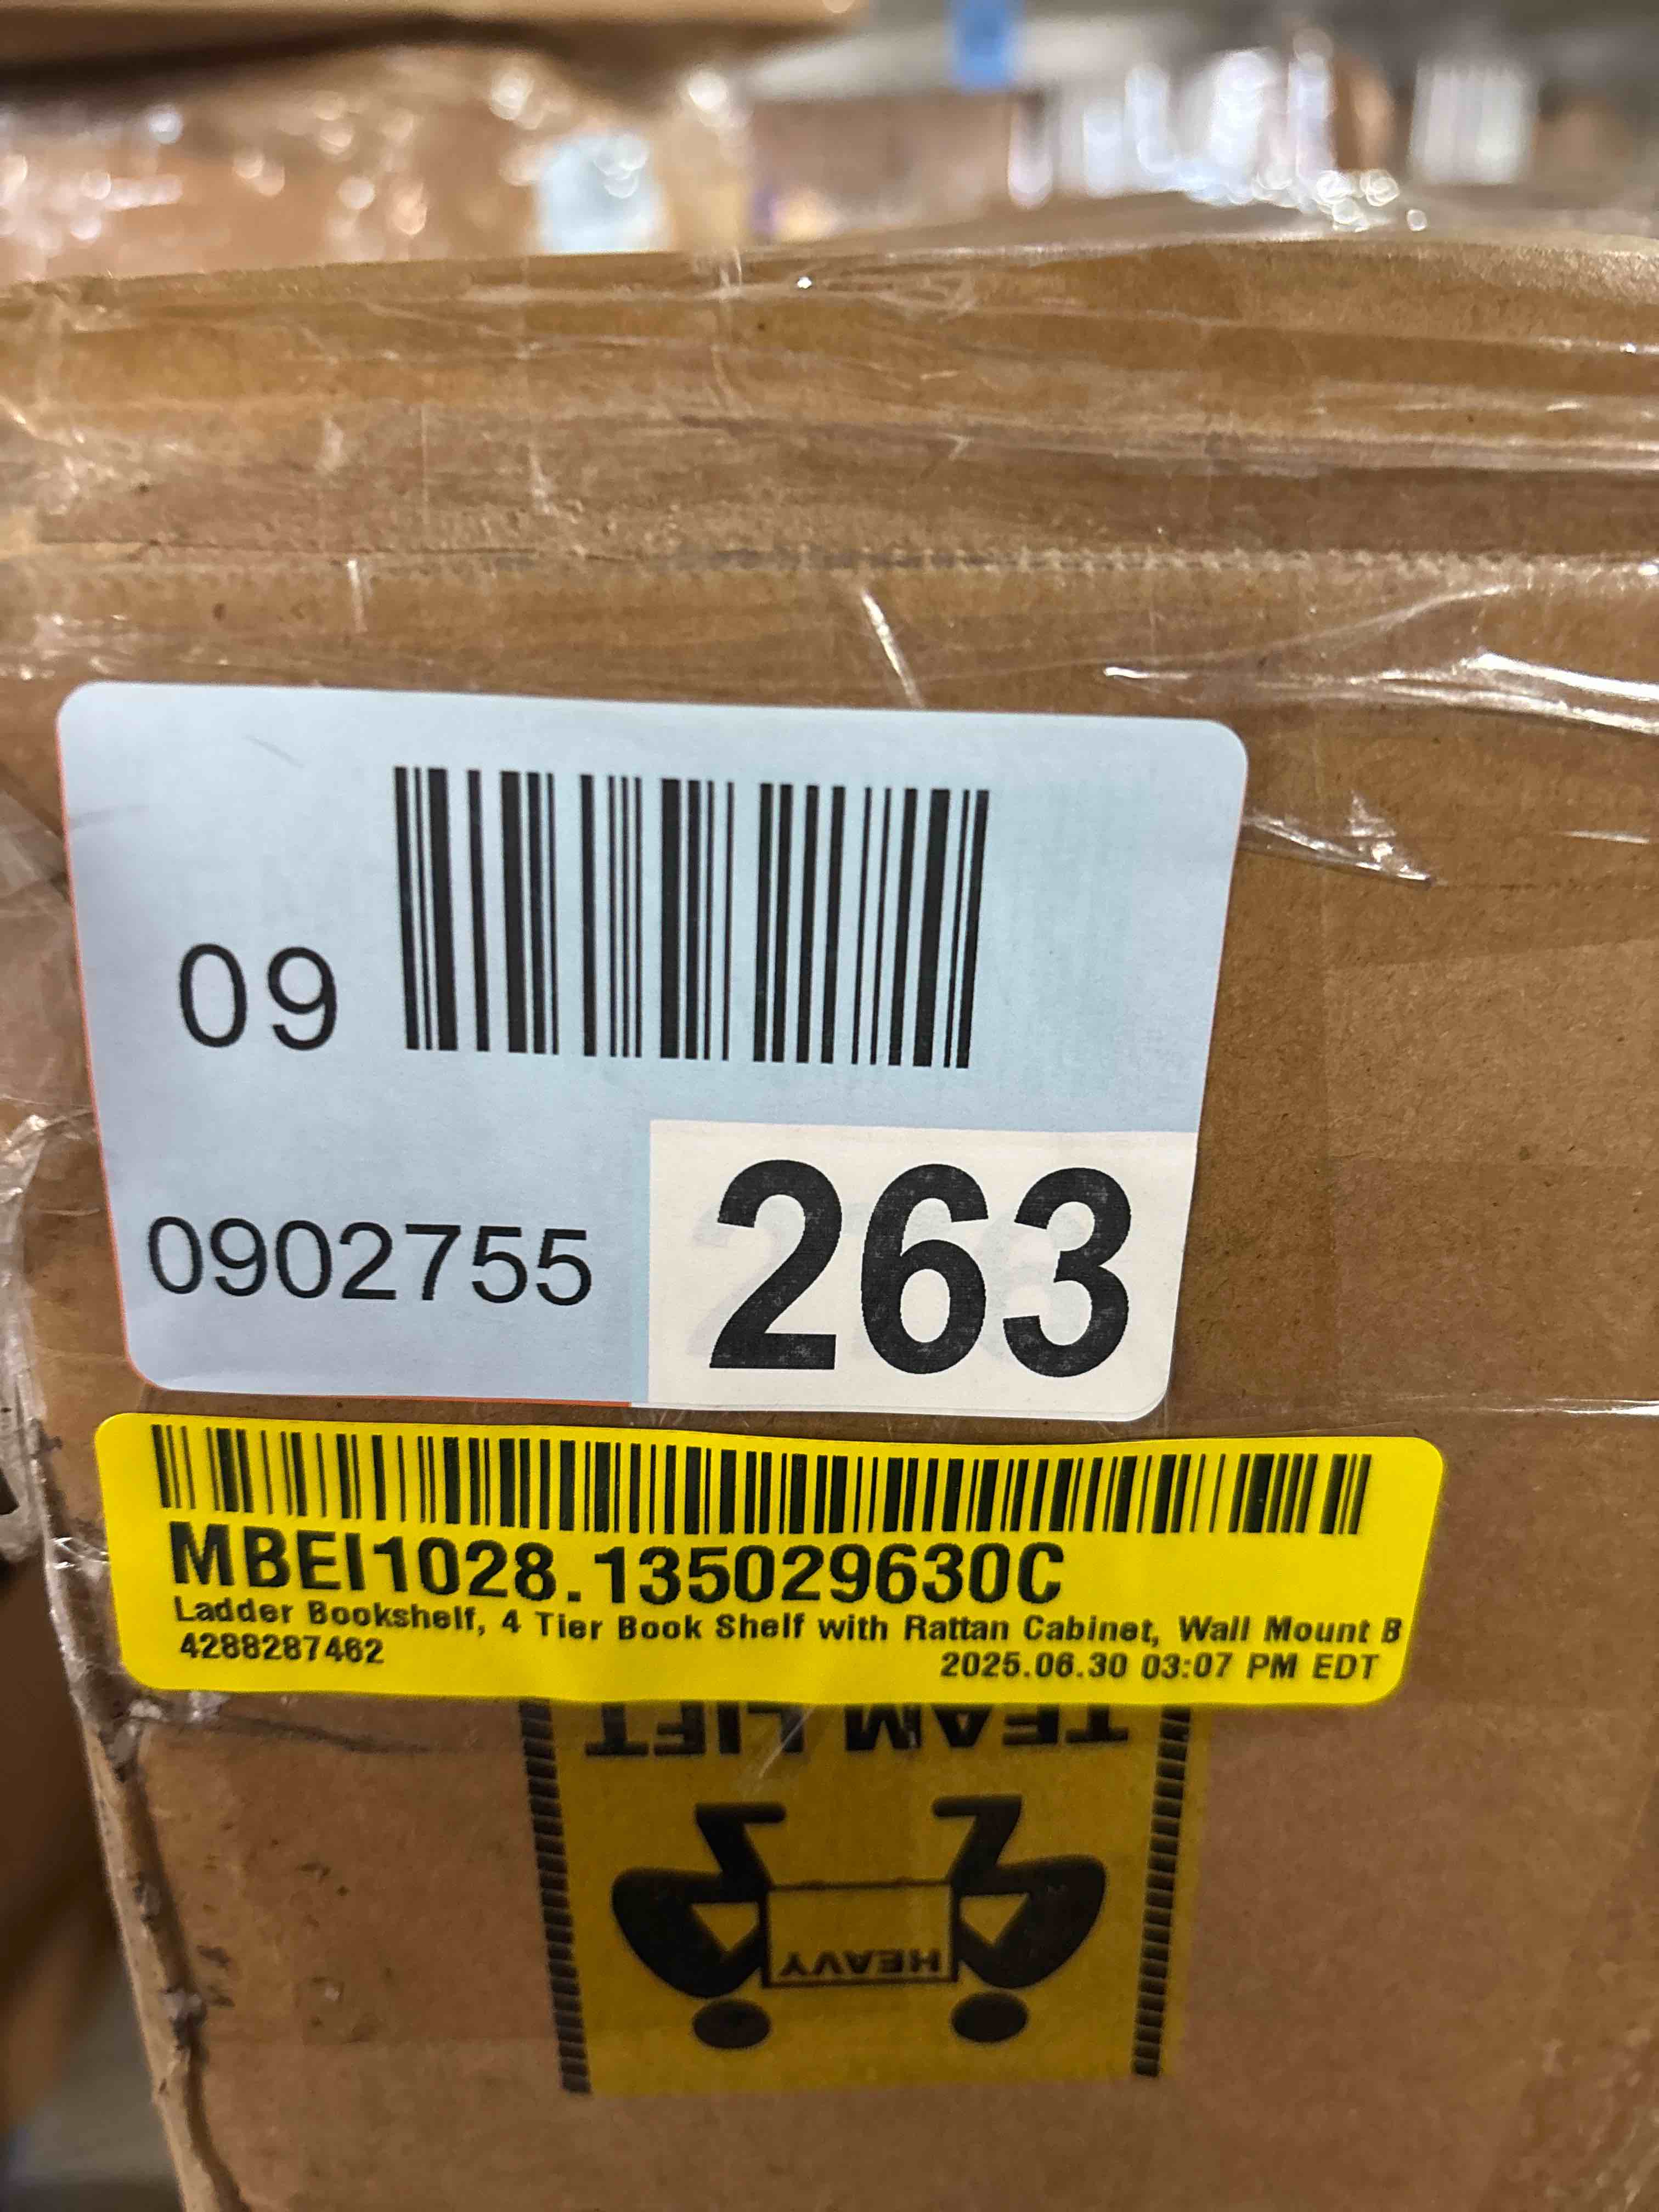 09
0902755
263
MBEI1028.135029630C
Ladder Bookshelf, 4 Tier Book Shelf with Rattan Cabinet, Wall Mount B
4288287462
2025.06.30 03:07 PM EDT
TEAM LIFT
HEAVY